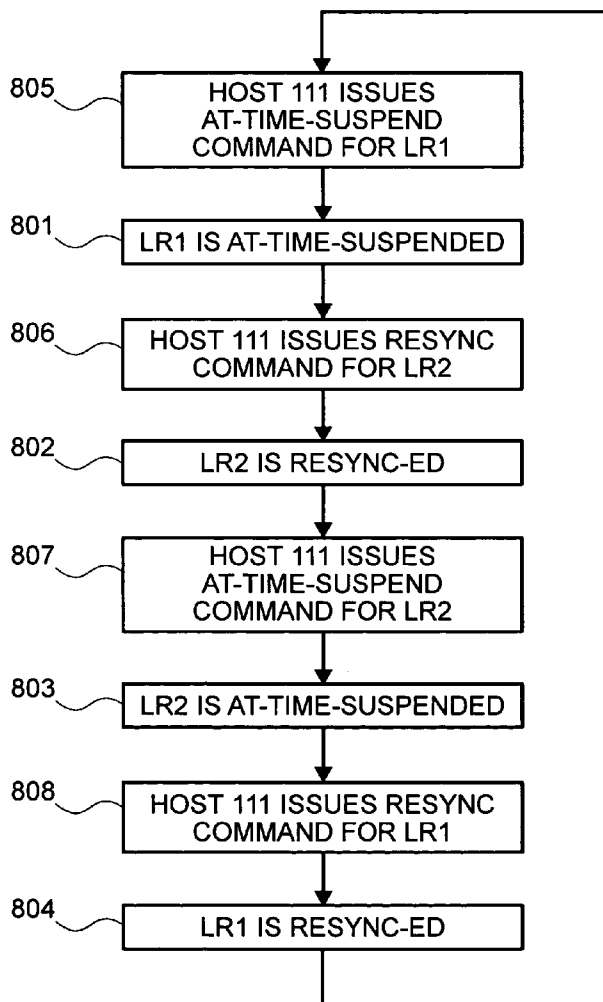 805
HOST 111 ISSUES
AT-TIME-SUSPEND
COMMAND FOR LR1
801
LR1 IS AT-TIME-SUSPENDED
806
HOST 111 ISSUES RESYNC
COMMAND FOR LR2
802
LR2 IS RESYNC-ED
807
HOST 111 ISSUES
AT-TIME-SUSPEND
COMMAND FOR LR2
803
LR2 IS AT-TIME-SUSPENDED
808
HOST 111 ISSUES RESYNC
COMMAND FOR LR1
804
LR1 IS RESYNC-ED